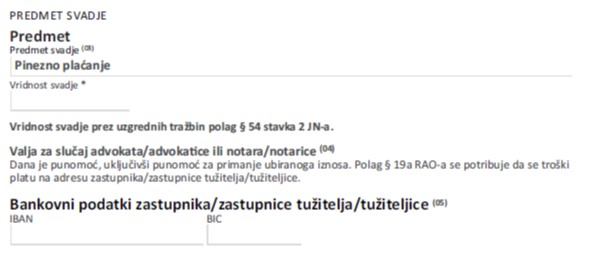 PREDMET SVADJE
Predmet
Predmet svadje (03)
Pinezno plaćanje
Vridnost svadje *
Vridnost svadje prez uzgrednih tražbin polag § 54 stavka 2 JN-a.
Valja za slučaj advokata/advokatice ili notara/notarice (04)
Dana je punomoć, uključivši punomoć za primanje ubiranoga iznosa. Polag § 19a RAO-a se potribuje da se troški
platu na adresu zastupnika/zastupnice tužitelja/tužiteljice.
Bankovni podatki zastupnika/zastupnice tužitelja/tužiteljice (05)
IBAN BIC